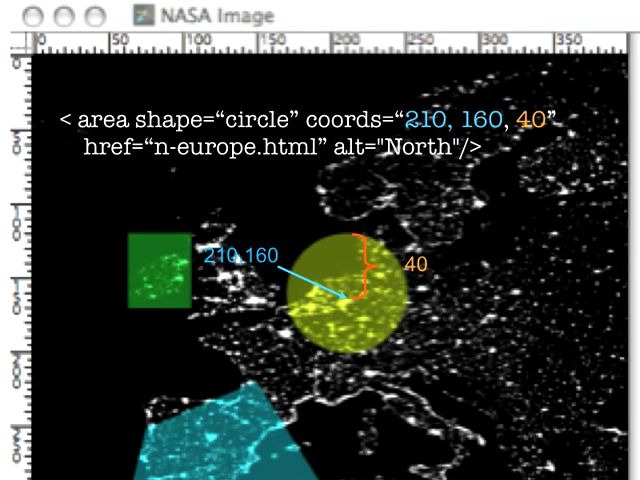 NASA Image
0 50 100 150 200 250 300 350
< area shape=“circle” coords=“210, 160, 40”
href=“n-europe.html” alt="North"/>
210,160
40